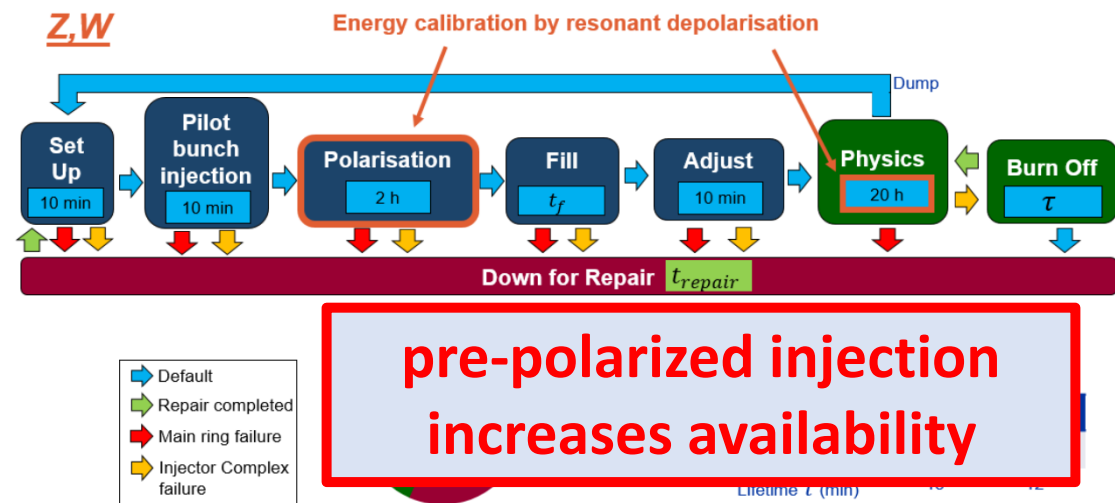 Z,W
Energy calibration by resonant depolarisation
Dump
Set
Up
10 min
Pilot
bunch
injection
10 min
Polarisation
2 h
Fill
t_f
Adjust
10 min
Physics
20 h
Burn Off
τ
Down for Repair t_repair
pre-polarized injection
increases availability
Default
Repair completed
Main ring failure
Injector Complex
failure
Lifetime τ (min)